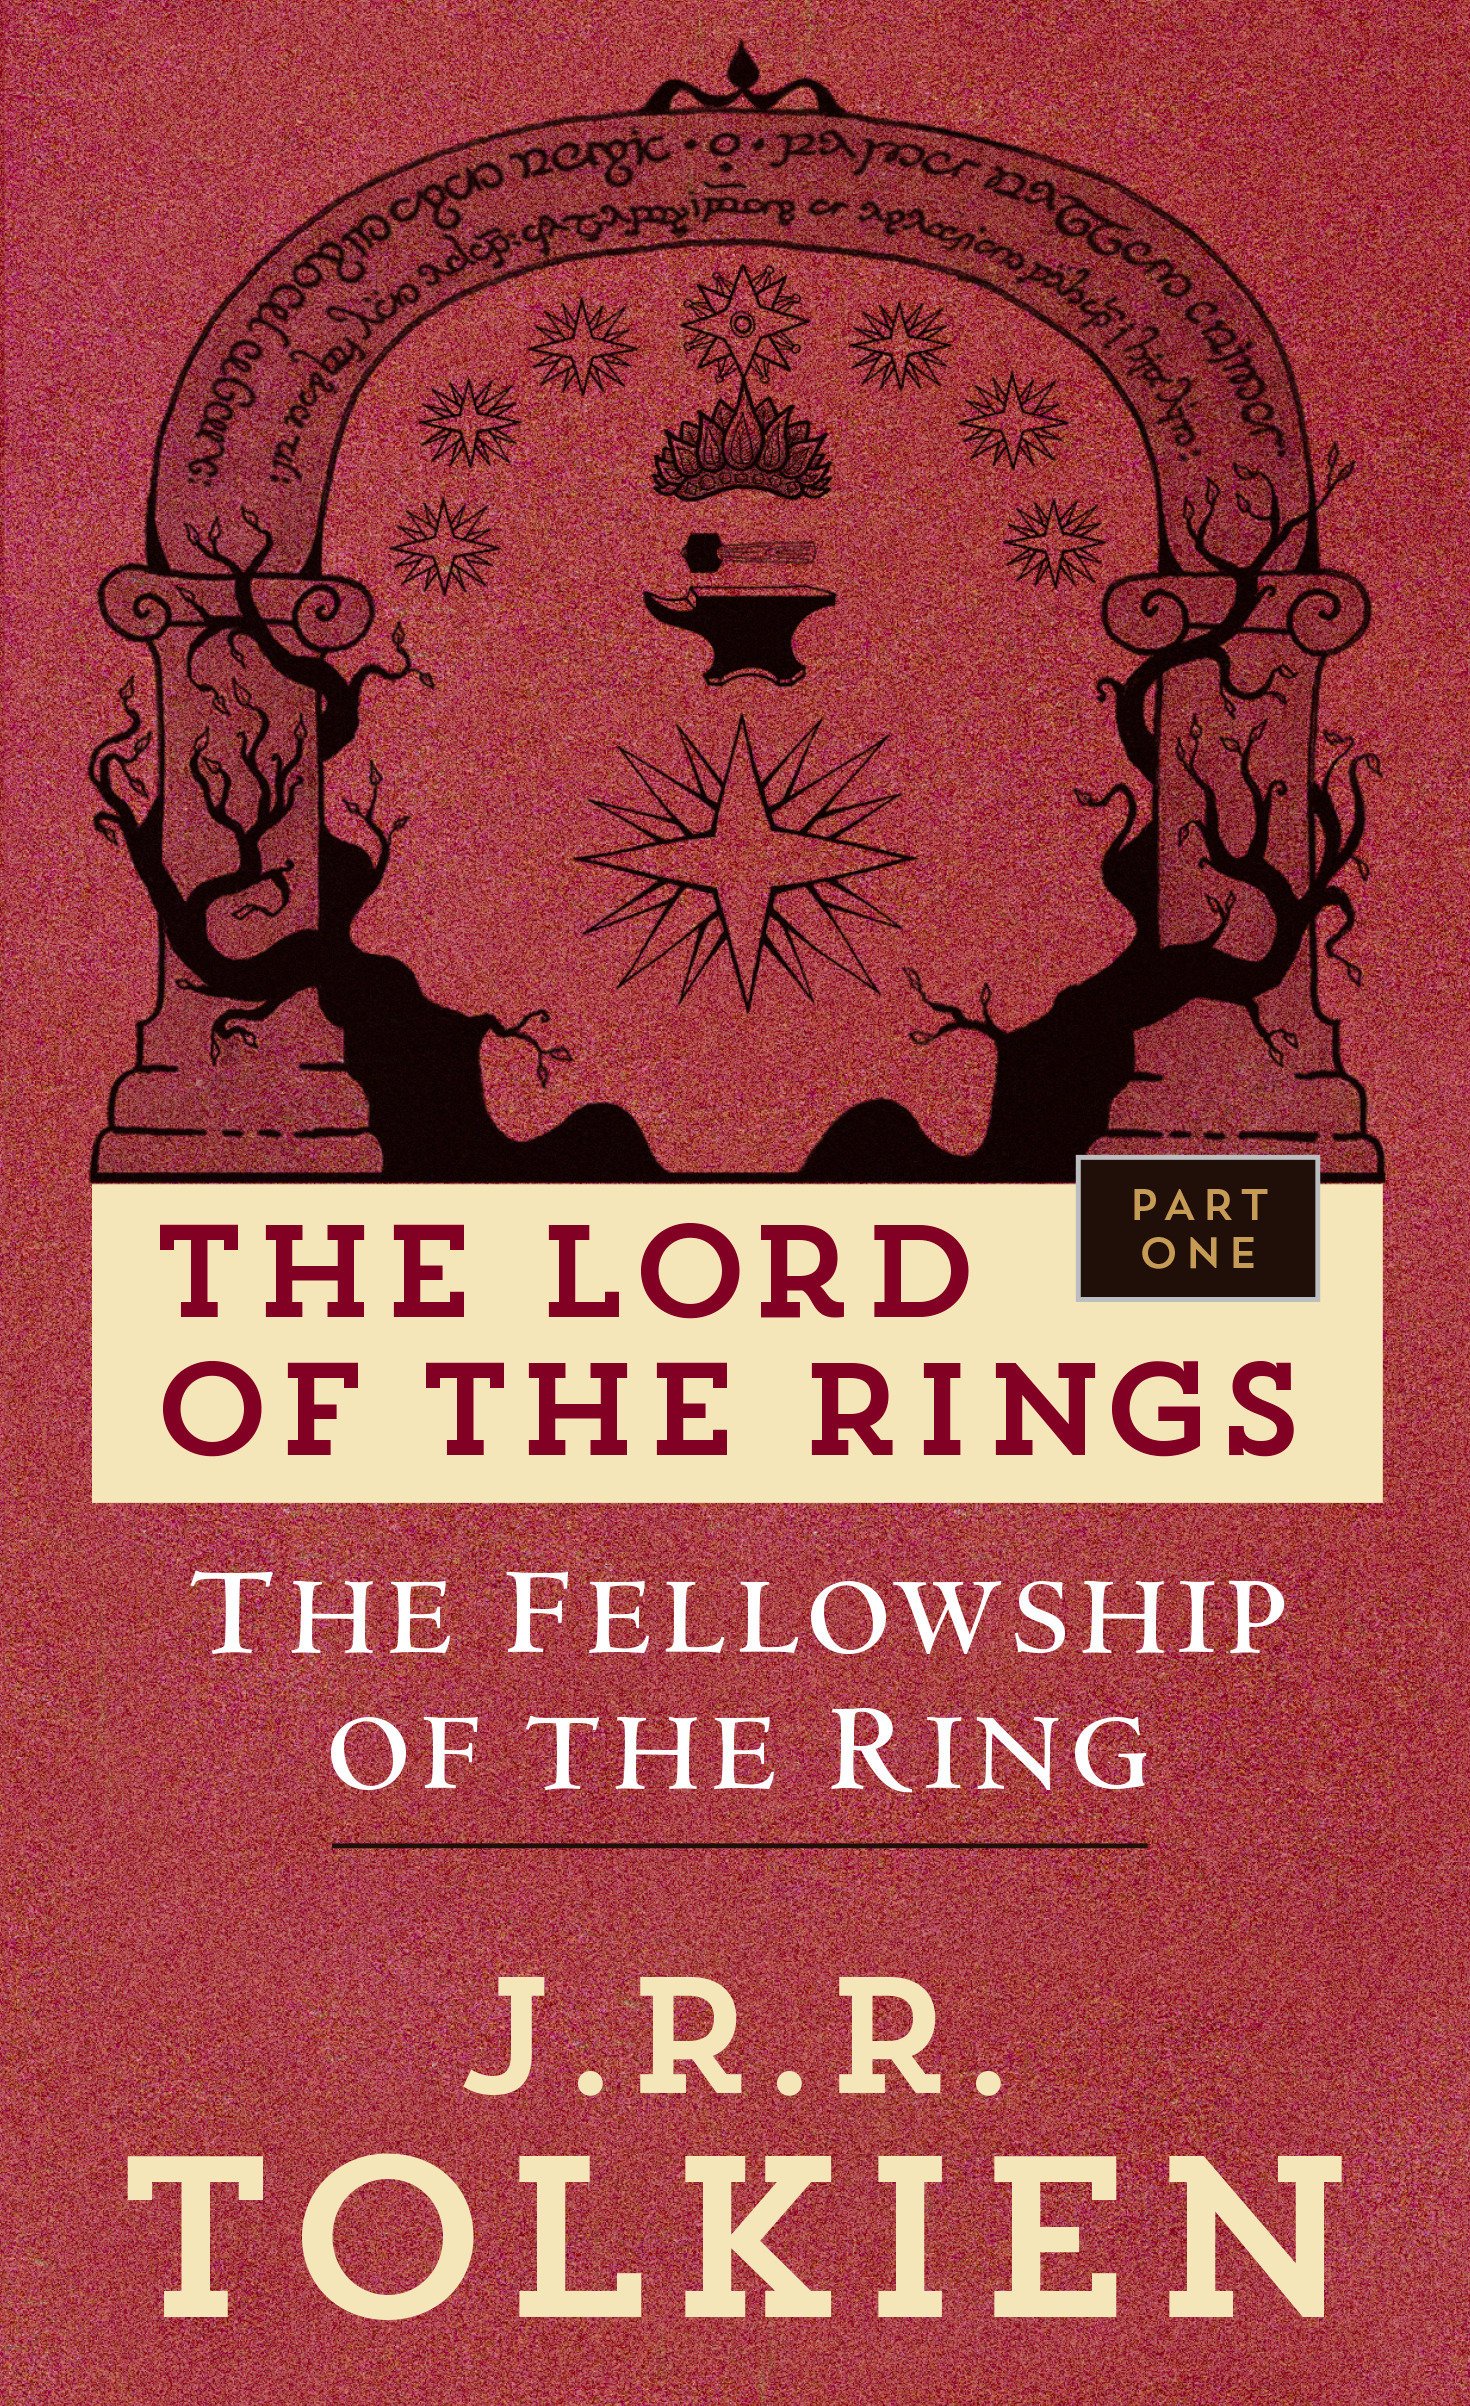 PART
ONE
THE LORD
OF THE RINGS
THE FELLOWSHIP
OF THE RING
J.R.R.
TOLKIEN